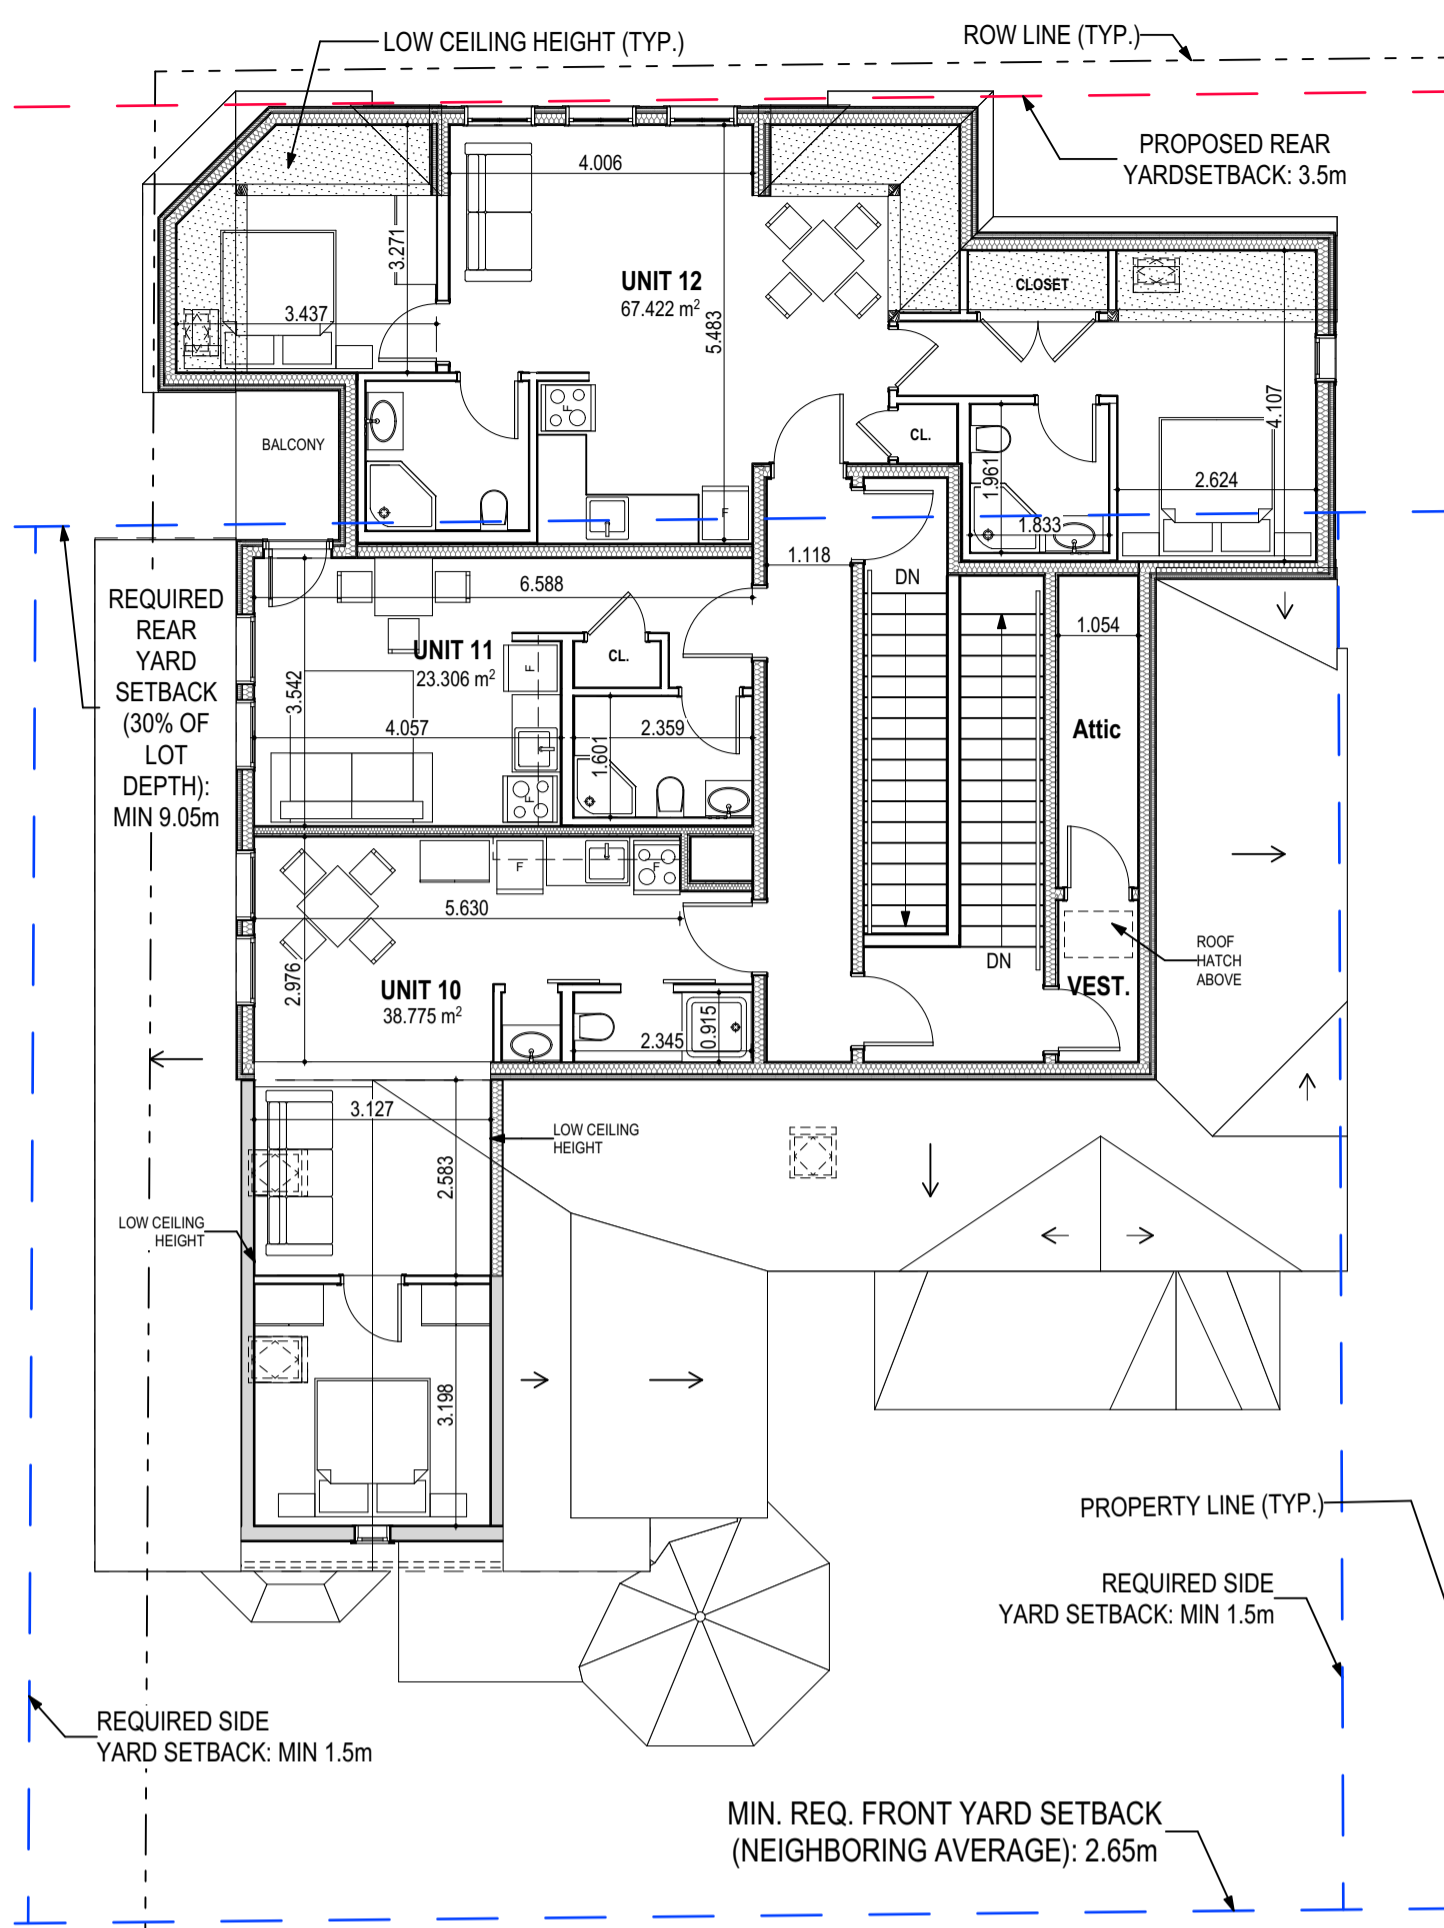 LOW CEILING HEIGHT (TYP.)
ROW LINE (TYP.)
PROPOSED REAR
YARDSETBACK: 3.5m
4.006
3.271
UNIT 12
67.422 m²
5.483
3.437
CLOSET
BALCONY
CL.
4.107
1.961
2.624
1.833
F
F
1.118
DN
REQUIRED
REAR
YARD
SETBACK
(30% OF
LOT
DEPTH):
MIN 9.05m
6.588
UNIT 11
23.306 m²
CL.
F
3.542
4.057
2.359
1.601
F
1.054
Attic
F
F
5.630
2.976
UNIT 10
38.775 m²
2.345
0.915
DN
VEST.
ROOF
HATCH
ABOVE
3.127
2.583
LOW CEILING
HEIGHT
LOW CEILING
HEIGHT
3.198
PROPERTY LINE (TYP.)
REQUIRED SIDE
YARD SETBACK: MIN 1.5m
REQUIRED SIDE
YARD SETBACK: MIN 1.5m
MIN. REQ. FRONT YARD SETBACK
(NEIGHBORING AVERAGE): 2.65m